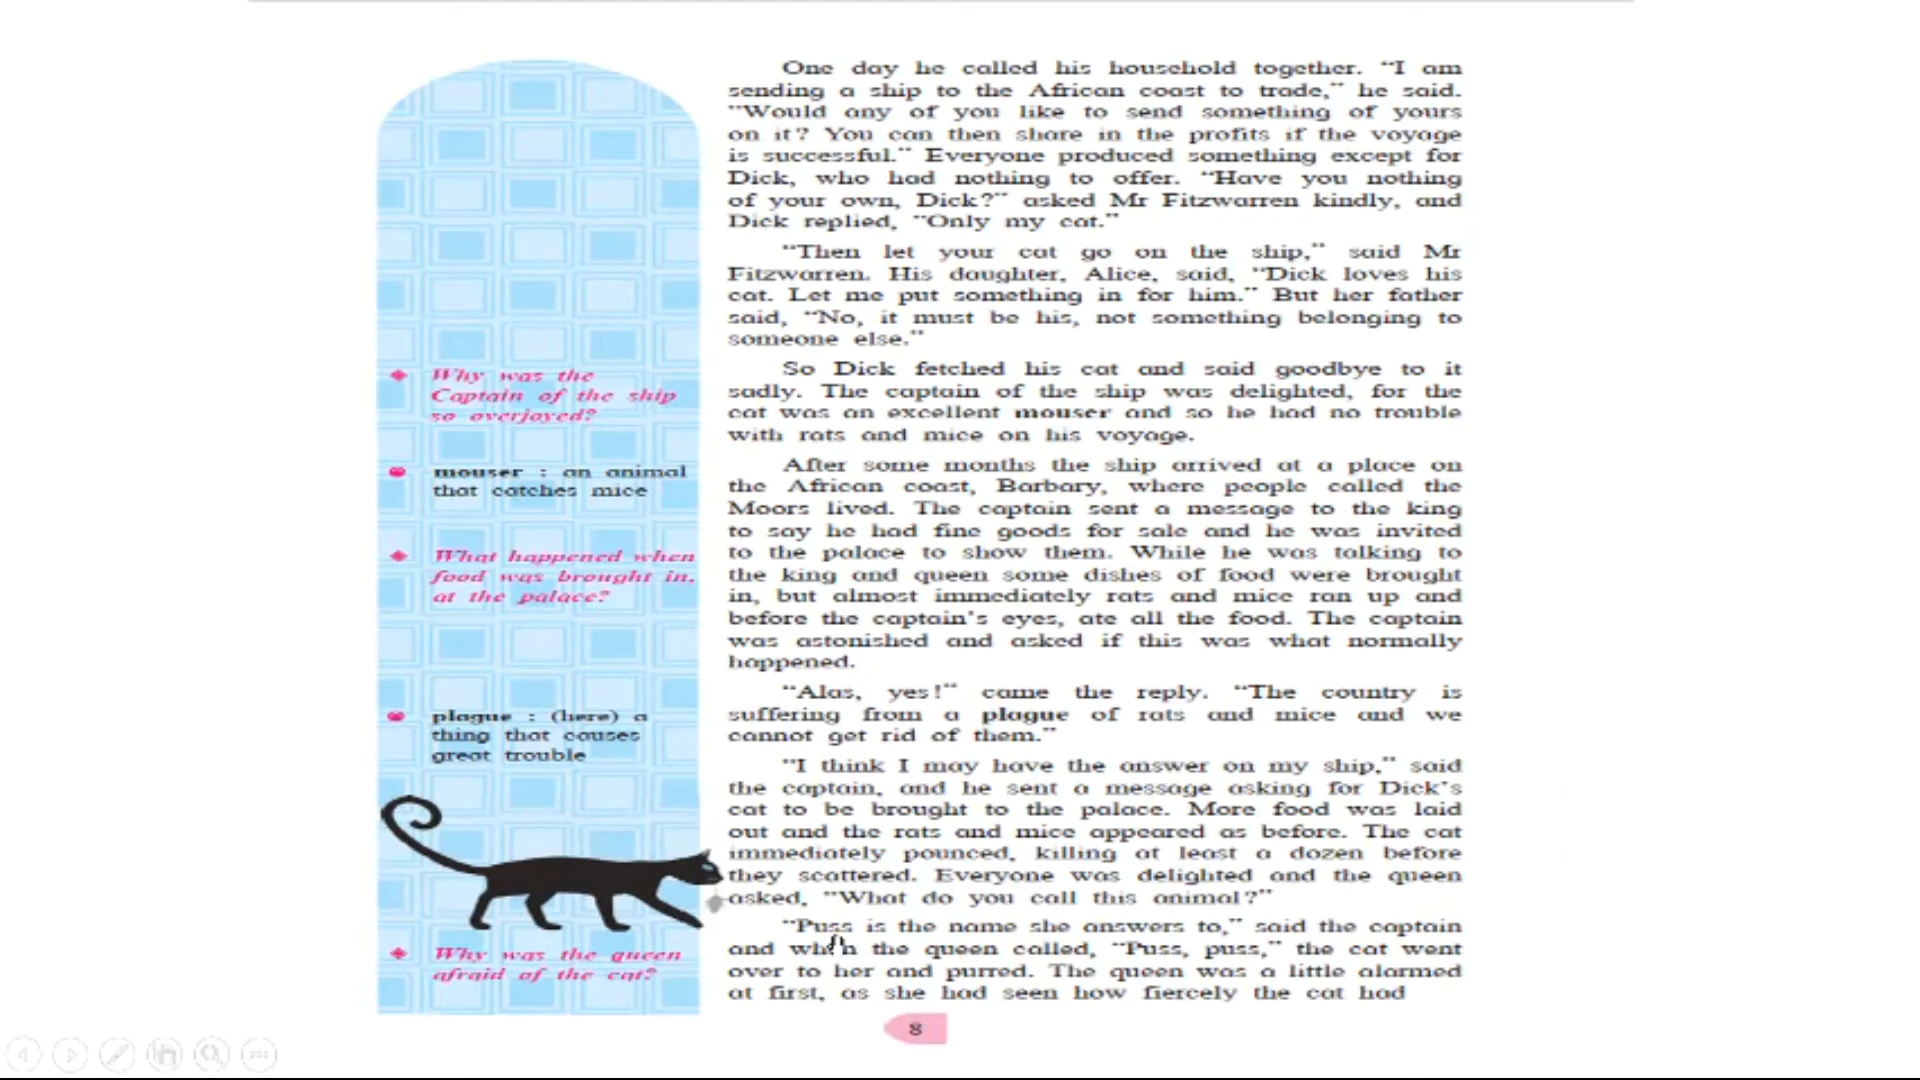 One day he called his household together. “I am
sending a ship to the African coast to trade,” he said.
“Would any of you like to send something of yours
on it? You can then share in the profits if the voyage
is successful.” Everyone produced something except for
Dick, who had nothing to offer. “Have you nothing
of your own, Dick?” asked Mr Fitzwarren kindly, and
Dick replied, “Only my cat.”
“Then let your cat go on the ship,” said Mr
Fitzwarren. His daughter, Alice, said, “Dick loves his
cat. Let me put something in for him.” But her father
said, “No, it must be his, not something belonging to
someone else.”
So Dick fetched his cat and said goodbye to it
sadly. The captain of the ship was delighted, for the
cat was an excellent mouser and so he had no trouble
with rats and mice on his voyage.
After some months the ship arrived at a place on
the African coast, Barbary, where people called the
Moors lived. The captain sent a message to the king
to say he had fine goods for sale and he was invited
to the palace to show them. While he was talking to
the king and queen some dishes of food were brought
in, but almost immediately rats and mice ran up and
before the captain’s eyes, ate all the food. The captain
was astonished and asked if this was what normally
happened.
“Alas, yes!” came the reply. “The country is
suffering from a plague of rats and mice and we
cannot get rid of them.”
“I think I may have the answer on my ship,” said
the captain, and he sent a message asking for Dick’s
cat to be brought to the palace. More food was laid
out and the rats and mice appeared as before. The cat
immediately pounced, killing at least a dozen before
they scattered. Everyone was delighted and the queen
asked, “What do you call this animal?”
“Puss is the name she answers to,” said the captain
and when the queen called, “Puss, puss,” the cat went
over to her and purred. The queen was a little alarmed
at first, as she had seen how fiercely the cat had
Why was the
Captain of the ship
so overjoyed?
mouser : an animal
that catches mice
What happened when
food was brought in,
at the palace?
plague : (here) a
thing that causes
great trouble
Why was the queen
afraid of the cat?
8